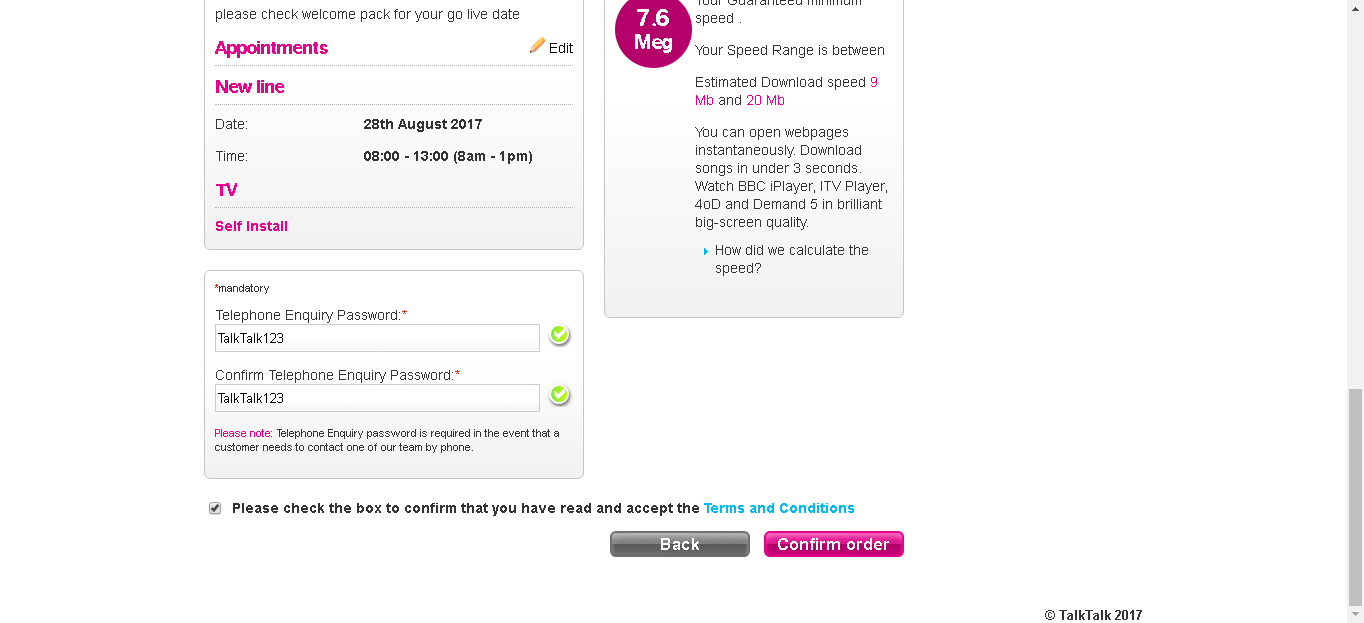 please check welcome pack for your go live date
Appointments
Edit
New line
Date: 28th August 2017
Time: 08:00 - 13:00 (8am - 1pm)
TV
Self Install
*mandatory
Telephone Enquiry Password:*
TalkTalk123
Confirm Telephone Enquiry Password:*
TalkTalk123
Please note: Telephone Enquiry password is required in the event that a
customer needs to contact one of our team by phone.
7.6
Meg
Your Guaranteed minimum
speed .
Your Speed Range is between
Estimated Download speed 9
Mb and 20 Mb
You can open webpages
instantaneously. Download
songs in under 3 seconds.
Watch BBC iPlayer, ITV Player,
4oD and Demand 5 in brilliant
big-screen quality.
How did we calculate the
speed?
Please check the box to confirm that you have read and accept the Terms and Conditions
Back
Confirm order
© TalkTalk 2017